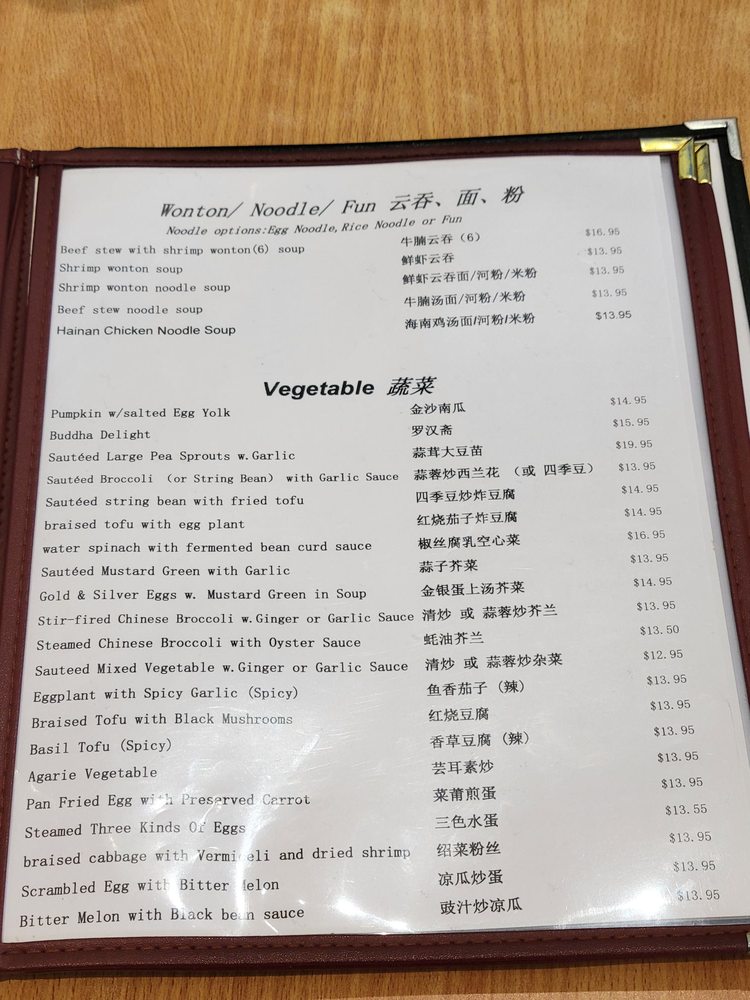 Wonton/ Noodle/ Fun 云吞、面、粉
Noodle options:Egg Noodle,Rice Noodle or Fun
Beef stew with shrimp wonton(6) soup 牛腩云吞（6） $16.95
Shrimp wonton soup 鲜虾云吞 $13.95
Shrimp wonton noodle soup 鲜虾云吞面/河粉/米粉 $13.95
Beef stew noodle soup 牛腩汤面/河粉/米粉 $13.95
Hainan Chicken Noodle Soup 海南鸡汤面/河粉/米粉 $13.95
Vegetable 蔬菜
Pumpkin w/salted Egg Yolk 金沙南瓜 $14.95
Buddha Delight 罗汉斋 $15.95
Sautéed Large Pea Sprouts w.Garlic 蒜茸大豆苗 $19.95
Sautéed Broccoli （or String Bean） with Garlic Sauce 蒜蓉炒西兰花 （或 四季豆） $13.95
Sautéed string bean with fried tofu 四季豆炒炸豆腐 $14.95
braised tofu with egg plant 红烧茄子炸豆腐 $14.95
water spinach with fermented bean curd sauce 椒丝腐乳空心菜 $16.95
Sautéed Mustard Green with Garlic 蒜子芥菜 $13.95
Gold & Silver Eggs w. Mustard Green in Soup 金银蛋上汤芥菜 $14.95
Stir-fired Chinese Broccoli w.Ginger or Garlic Sauce 清炒 或 蒜蓉炒芥兰 $13.95
Steamed Chinese Broccoli with Oyster Sauce 蚝油芥兰 $13.50
Sauteed Mixed Vegetable w.Ginger or Garlic Sauce 清炒 或 蒜蓉炒杂菜 $12.95
Eggplant with Spicy Garlic (Spicy) 鱼香茄子（辣） $13.95
Braised Tofu with Black Mushrooms 红烧豆腐 $13.95
Basil Tofu (Spicy) 香草豆腐（辣） $13.95
Agarie Vegetable 芸耳素炒 $13.95
Pan Fried Egg with Preserved Carrot 菜莆煎蛋 $13.95
Steamed Three Kinds Of Eggs 三色水蛋 $13.55
braised cabbage with Vermiceli and dried shrimp 绍菜粉丝 $13.95
Scrambled Egg with Bitter Melon 凉瓜炒蛋 $13.95
Bitter Melon with Black bean sauce 豉汁炒凉瓜 $13.95